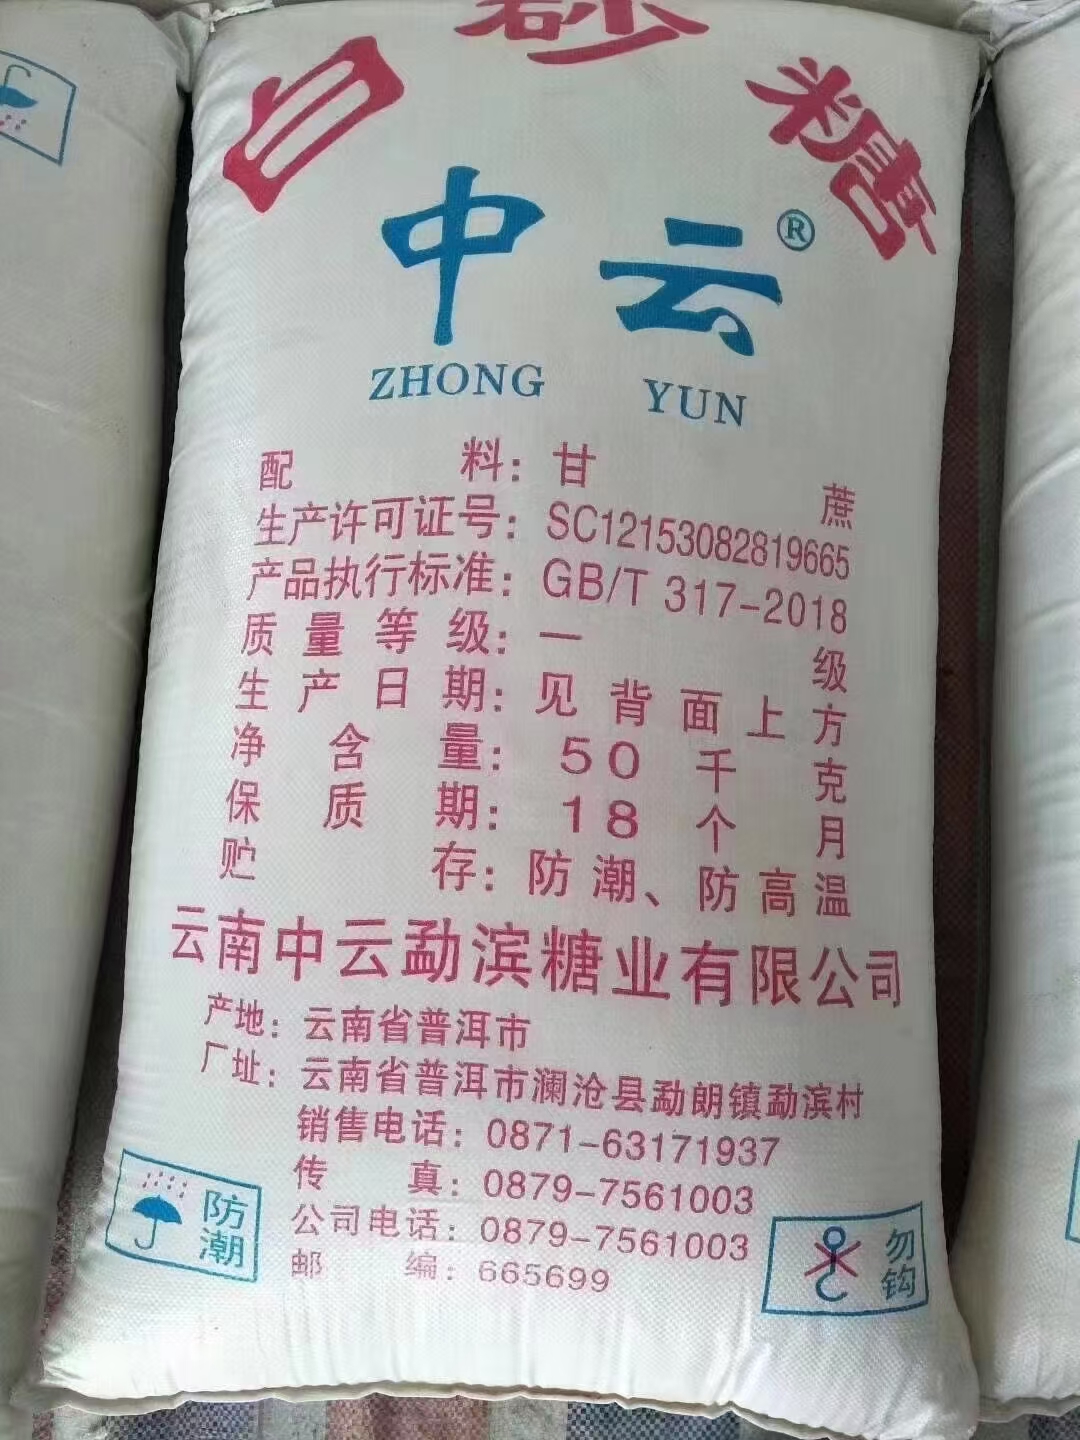 白砂糖
中云®
ZHONG YUN
配料：甘蔗
生产许可证号：SC12153082819665
产品执行标准：GB/T 317-2018
质量等级：一级
生产日期：见背面上方
净含量：50千克
保质期：18个月
贮存：防潮、防高温
云南中云勐滨糖业有限公司
产地：云南省普洱市
厂址：云南省普洱市澜沧县勐朗镇勐滨村
销售电话：0871-63171937
传真：0879-7561003
公司电话：0879-7561003
邮编：665699
防潮
勿钩